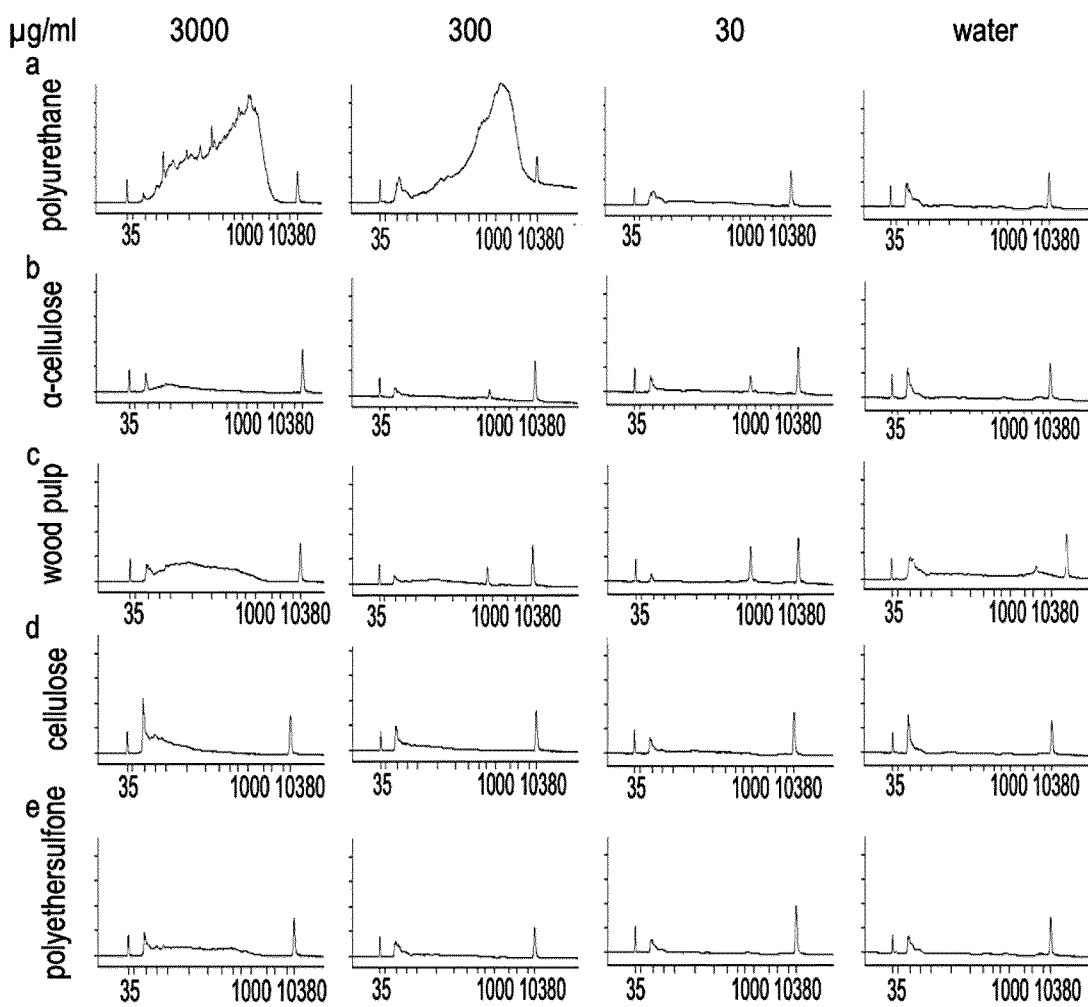 μg/ml 3000 300 30 water
a
polyurethane
35 1000 10380 35 1000 10380 35 1000 10380 35 1000 10380
b
α-cellulose
35 1000 10380 35 1000 10380 35 1000 10380 35 1000 10380
c
wood pulp
35 1000 10380 35 1000 10380 35 1000 10380 35 1000 10380
d
cellulose
35 1000 10380 35 1000 10380 35 1000 10380 35 1000 10380
e
polyethersulfone
35 1000 10380 35 1000 10380 35 1000 10380 35 1000 10380